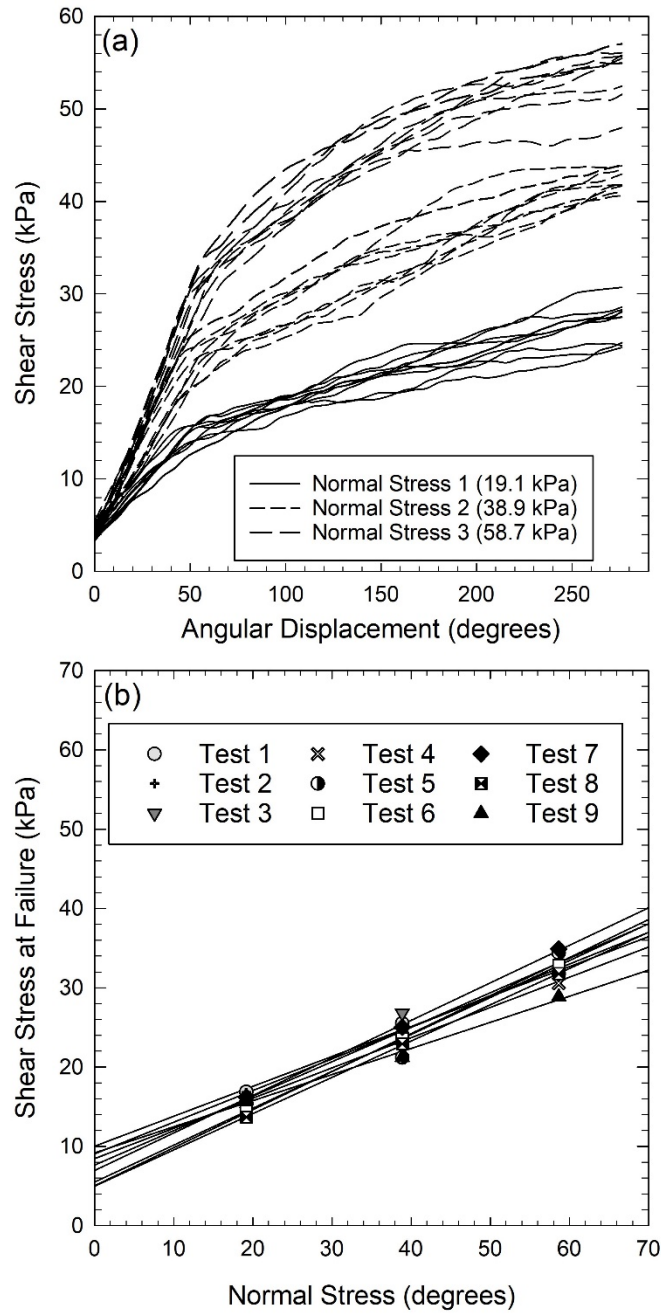 60
(a)
50
40
30
20
10
0
Shear Stress (kPa)
Normal Stress 1 (19.1 kPa)
Normal Stress 2 (38.9 kPa)
Normal Stress 3 (58.7 kPa)
0 50 100 150 200 250
Angular Displacement (degrees)
70
(b)
60
50
40
30
20
10
0
Shear Stress at Failure (kPa)
Test 1 Test 4 Test 7
Test 2 Test 5 Test 8
Test 3 Test 6 Test 9
0 10 20 30 40 50 60 70
Normal Stress (degrees)